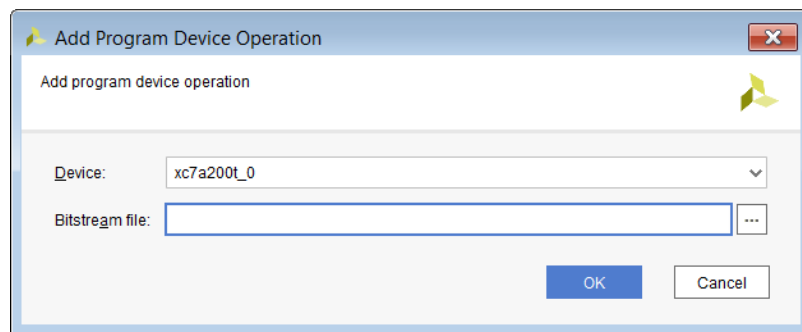 Add Program Device Operation
Add program device operation
Device: xc7a200t_0
Bitstream file: ...
OK Cancel